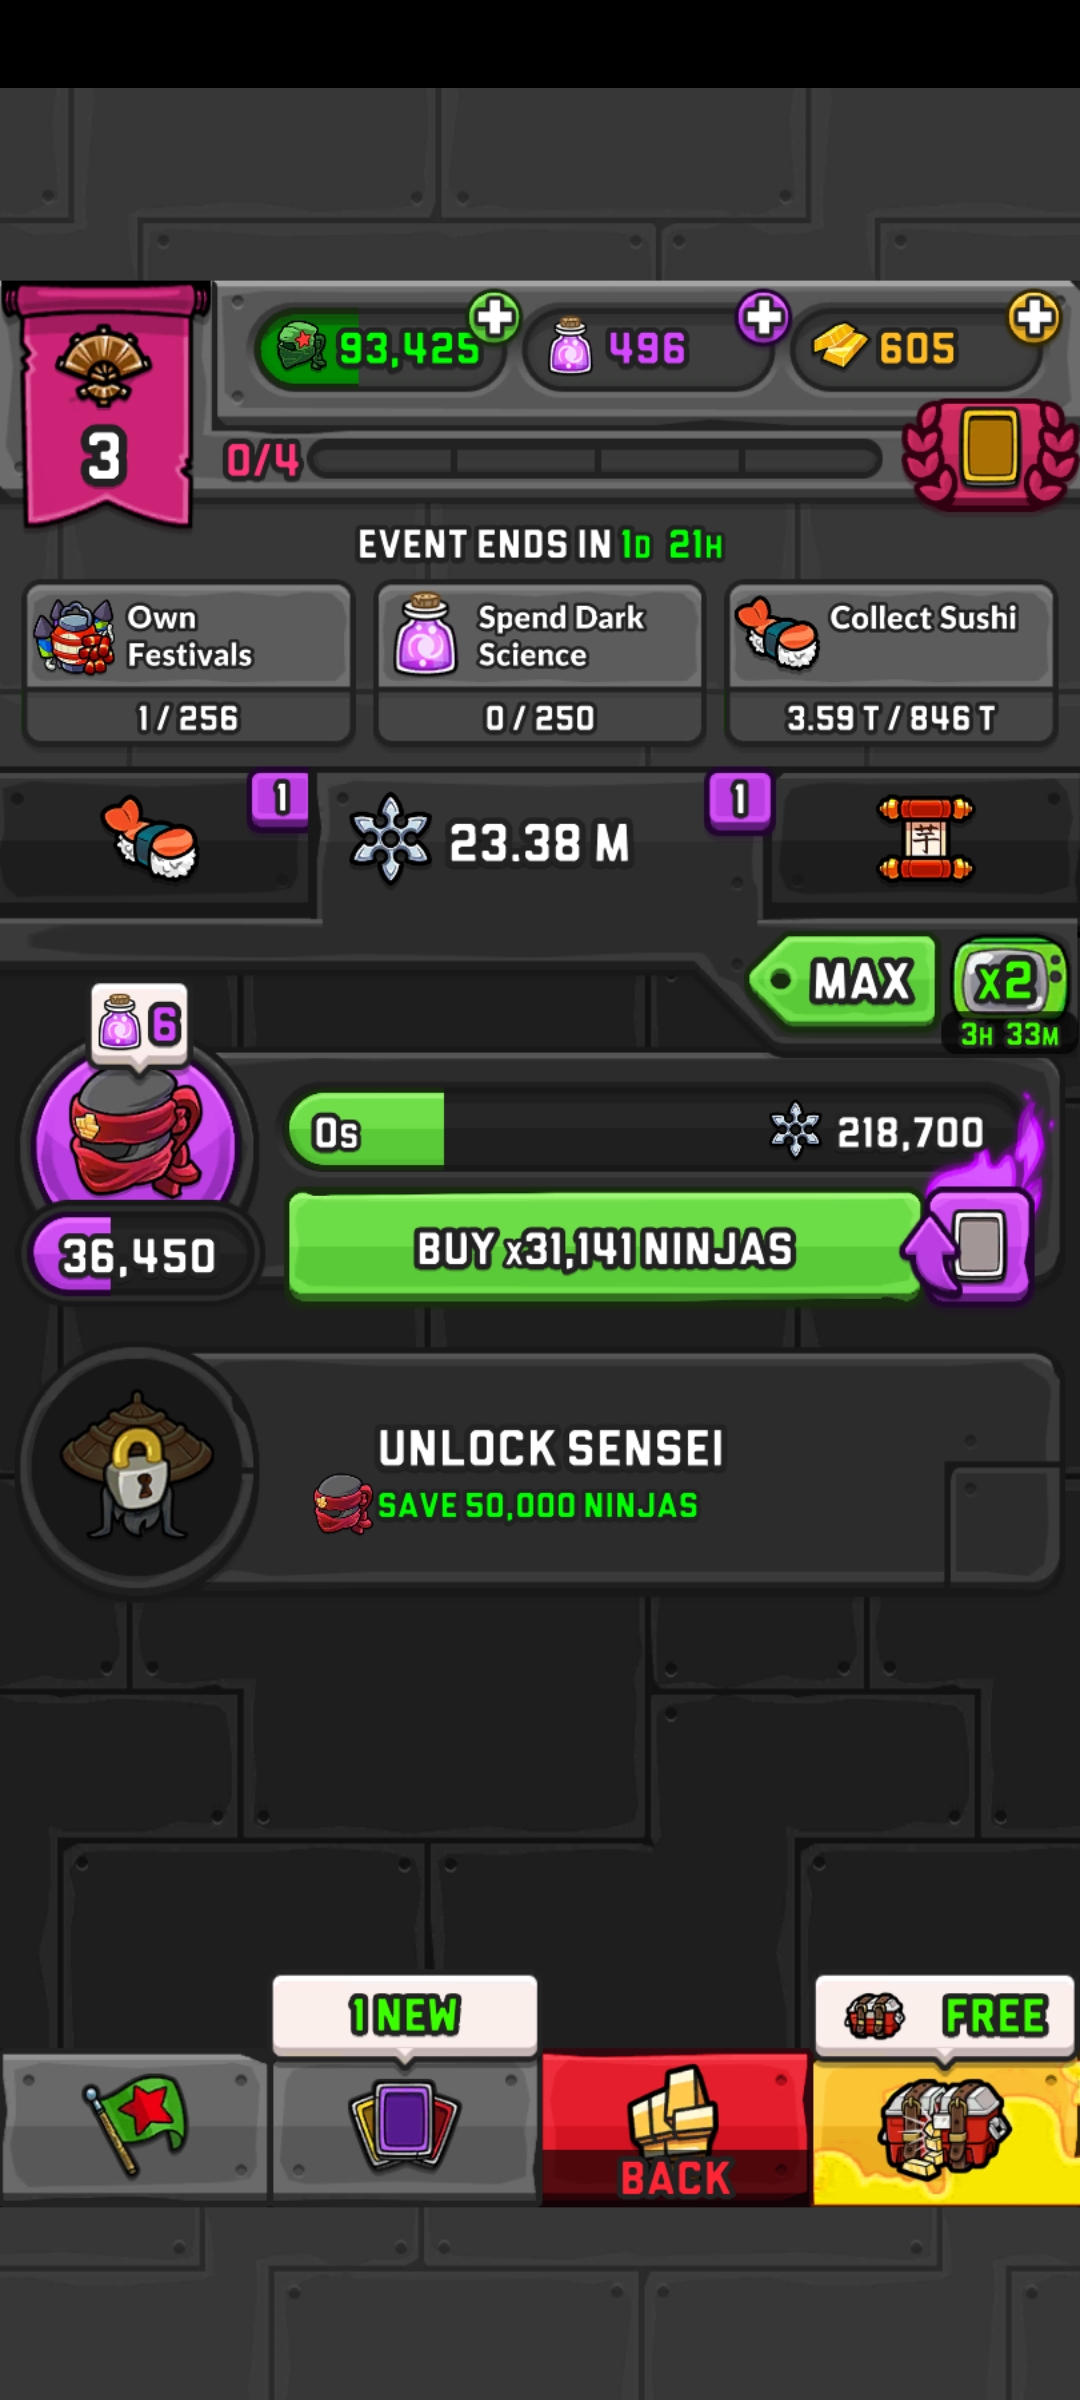 93,425
496
605
3
0/4
EVENT ENDS IN 1D 21H
Own
Festivals
1 / 256
Spend Dark
Science
0 / 250
Collect Sushi
3.59 T / 846 T
1
23.38 M
1
芋
MAX
x2
3H 33M
6
0s
218,700
36,450
BUY x31,141 NINJAS
UNLOCK SENSEI
SAVE 50,000 NINJAS
1 NEW
FREE
BACK